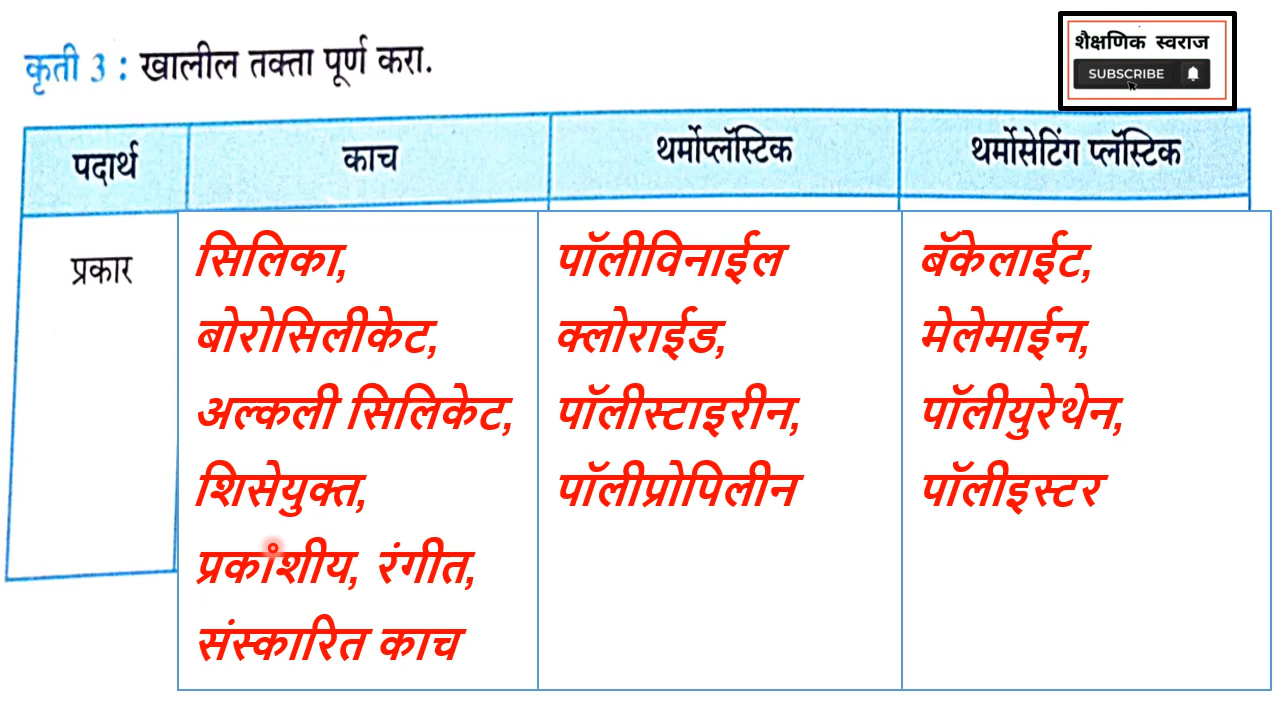 शैक्षणिक स्वराज
SUBSCRIBE
कृती 3 : खालील तक्ता पूर्ण करा.
पदार्थ काच थर्मोप्लॅस्टिक थर्मोसेटिंग प्लॅस्टिक
प्रकार
सिलिका,
बोरोसिलीकेट,
अल्कली सिलिकेट,
शिसेयुक्त,
प्रकांशीय, रंगीत,
संस्कारित काच
पॉलीविनाईल
क्लोराईड,
पॉलीस्टाइरीन,
पॉलीप्रोपिलीन
बॅकेलाईट,
मेलेमाईन,
पॉलीयुरेथेन,
पॉलीइस्टर